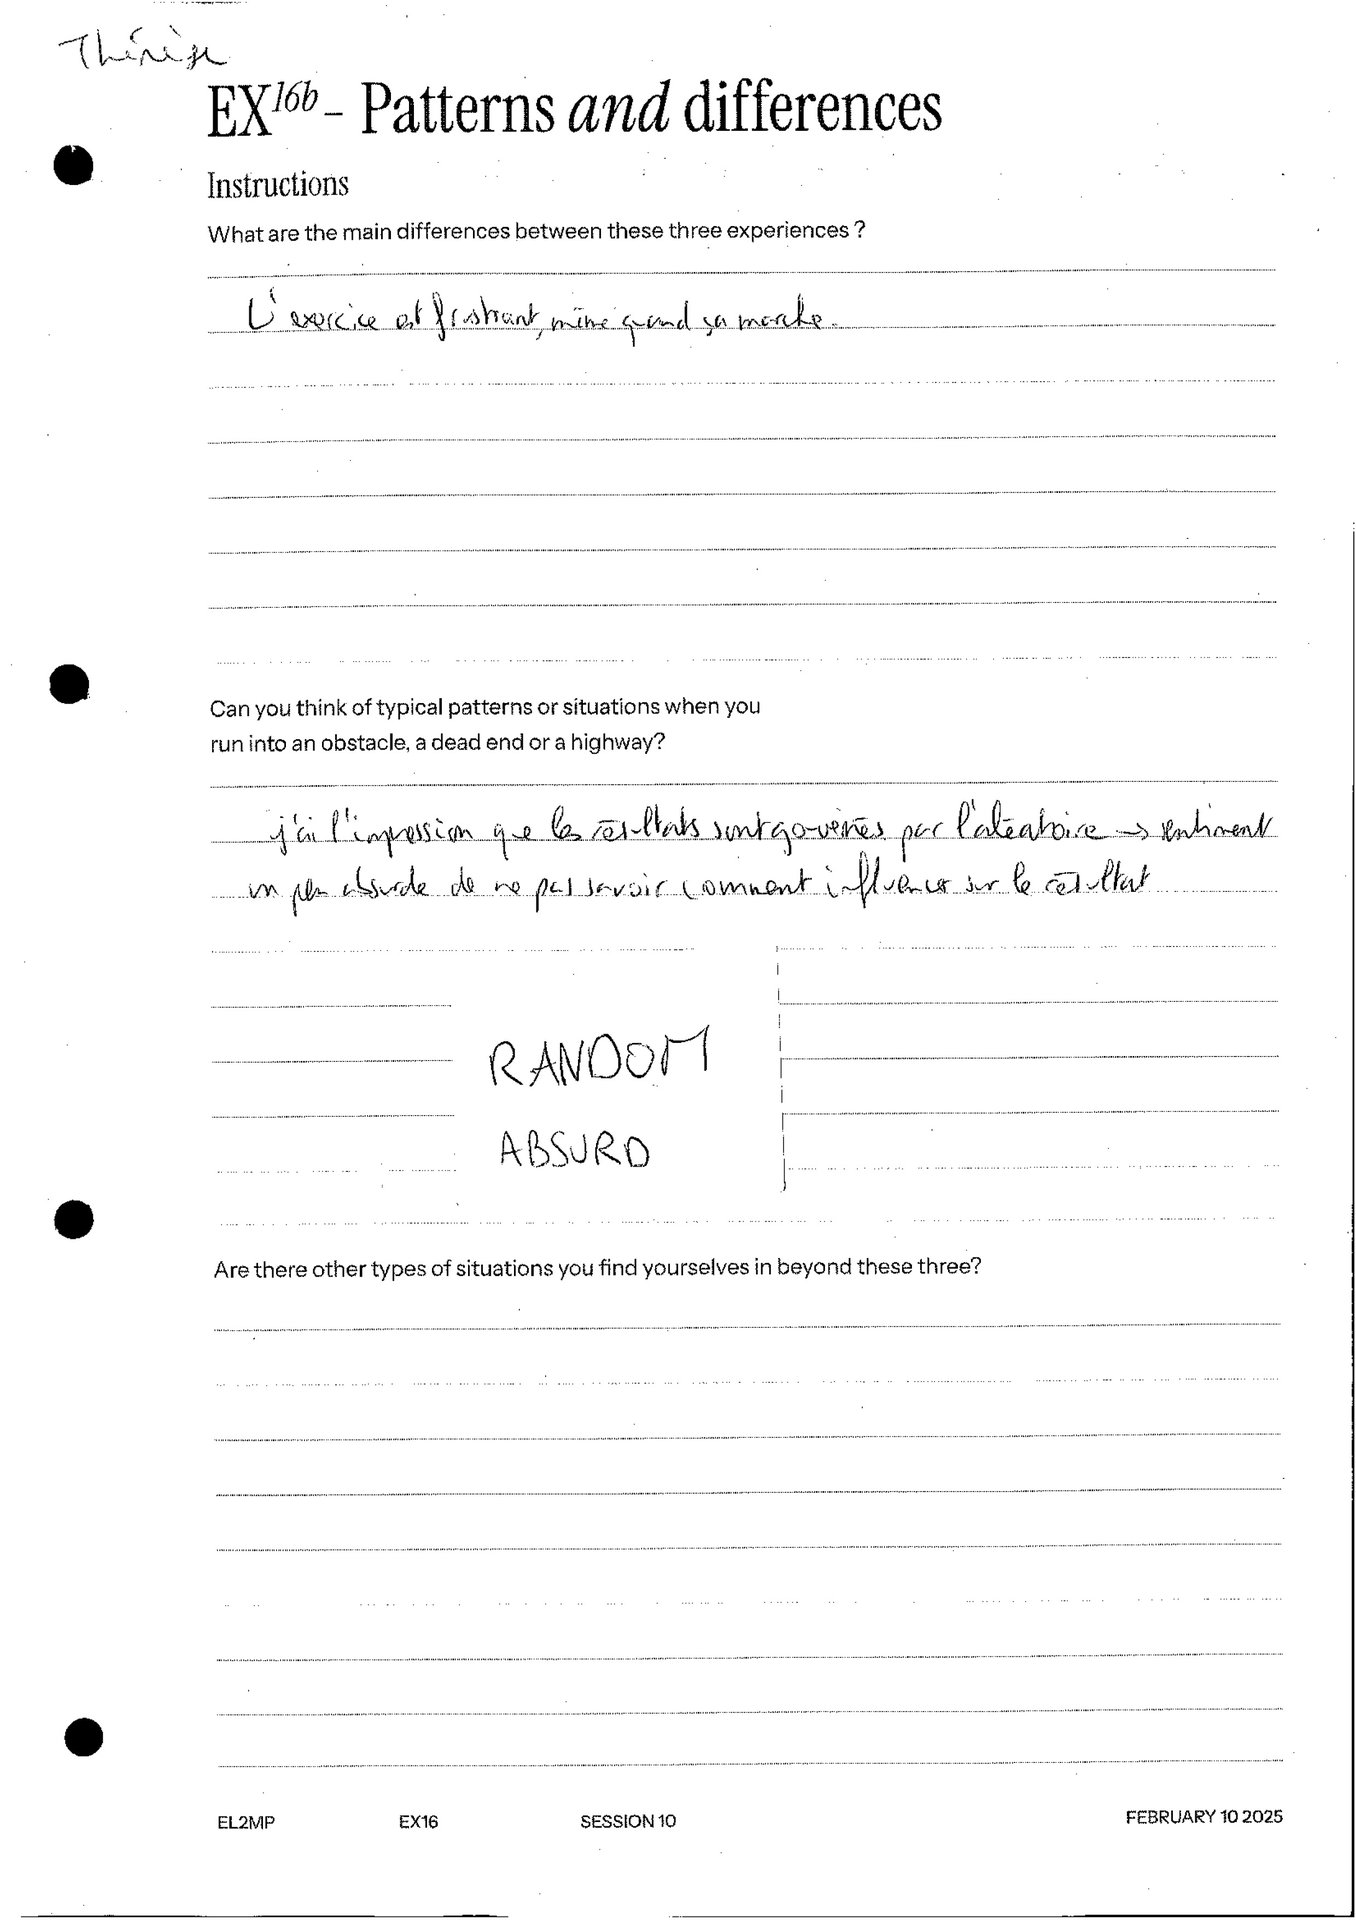 Thérèse
EX16b - Patterns and differences
Instructions
What are the main differences between these three experiences ?
L'exercice est frustrant, même quand ça marche.
Can you think of typical patterns or situations when you
run into an obstacle, a dead end or a highway?
j'ai l'impression que les résultats sont gouvernés par l'aléatoire → sentiment
un peu absurde de ne pas savoir comment influencer sur le résultat
RANDOM
ABSURD
Are there other types of situations you find yourselves in beyond these three?
EL2MP EX16 SESSION 10 FEBRUARY 10 2025